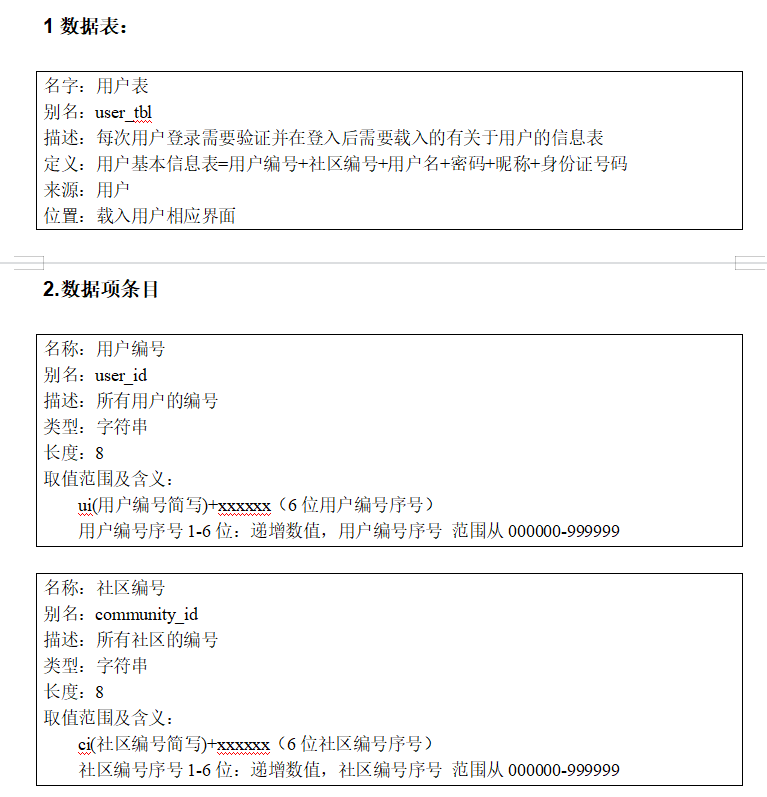 1 数据表：
名字：用户表
别名：user_tbl
描述：每次用户登录需要验证并在登入后需要载入的有关于用户的信息表
定义：用户基本信息表=用户编号+社区编号+用户名+密码+昵称+身份证号码
来源：用户
位置：载入用户相应界面
2.数据项条目
名称：用户编号
别名：user_id
描述：所有用户的编号
类型：字符串
长度：8
取值范围及含义：
ui(用户编号简写)+xxxxxx（6 位用户编号序号）
用户编号序号 1-6 位：递增数值，用户编号序号 范围从 000000-999999
名称：社区编号
别名：community_id
描述：所有社区的编号
类型：字符串
长度：8
取值范围及含义：
ci(社区编号简写)+xxxxxx（6 位社区编号序号）
社区编号序号 1-6 位：递增数值，社区编号序号 范围从 000000-999999